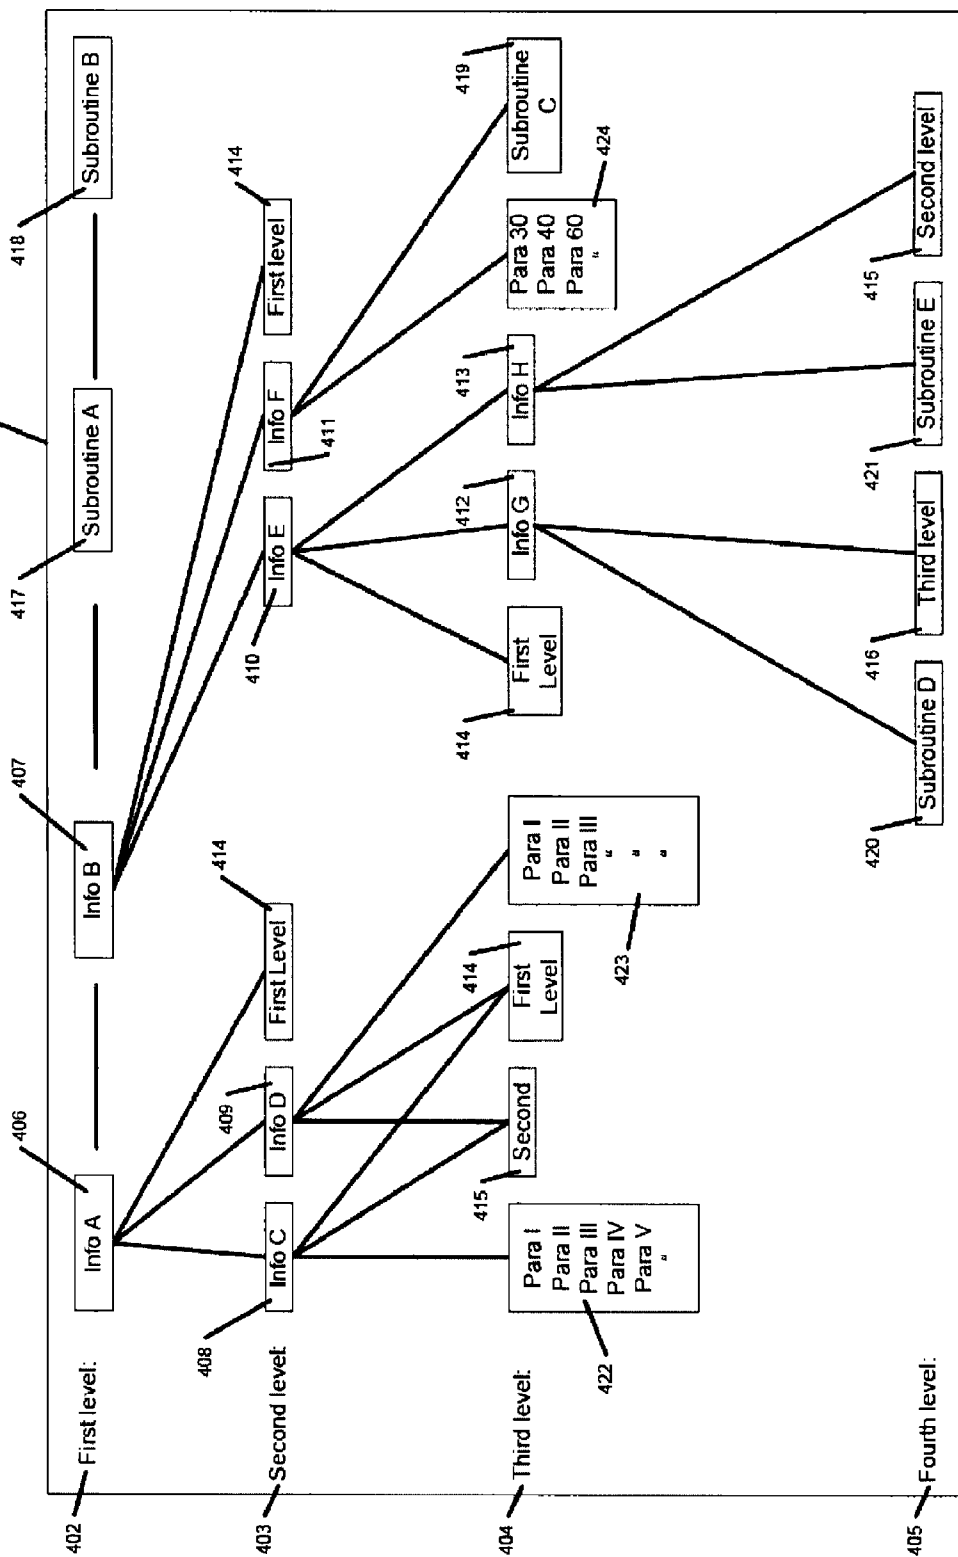 402
First level:
406
Info A
407
Info B
417
Subroutine A
418
Subroutine B
403
Second level:
408
Info C
409
Info D
414
First Level
410
Info E
411
Info F
414
First level
404
Third level:
422
Para I
Para II
Para III
Para IV
Para V
"
415
Second
414
First
Level
423
Para I
Para II
Para III
" " "
414
First
Level
412
Info G
413
Info H
424
Para 30
Para 40
Para 60
"
419
Subroutine
C
405
Fourth level:
420
Subroutine D
416
Third level
421
Subroutine E
415
Second level